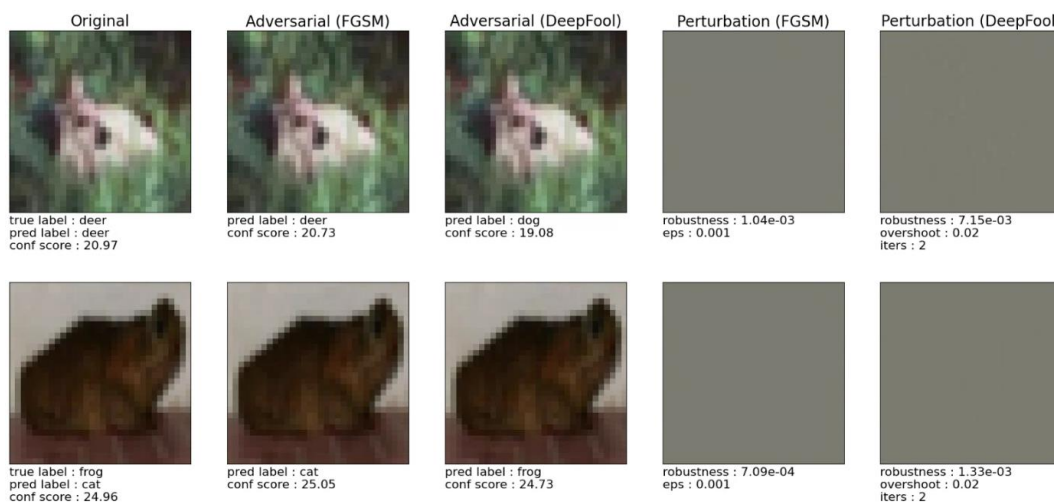 Original
Adversarial (FGSM)
Adversarial (DeepFool)
Perturbation (FGSM)
Perturbation (DeepFool
true label : deer
pred label : deer
conf score : 20.97
pred label : deer
conf score : 20.73
pred label : dog
conf score : 19.08
robustness : 1.04e-03
eps : 0.001
robustness : 7.15e-03
overshoot : 0.02
iters : 2
true label : frog
pred label : cat
conf score : 24.96
pred label : cat
conf score : 25.05
pred label : frog
conf score : 24.73
robustness : 7.09e-04
eps : 0.001
robustness : 1.33e-03
overshoot : 0.02
iters : 2